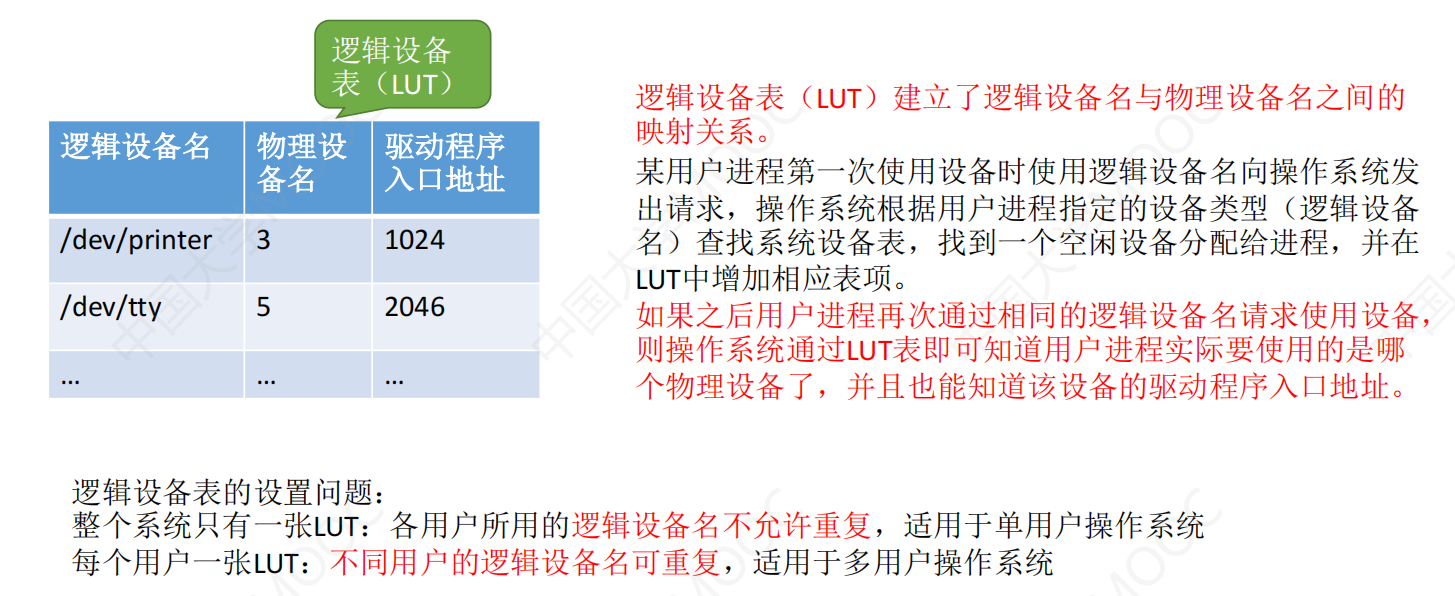 逻辑设备
表（LUT）
逻辑设备名 物理设备名 驱动程序入口地址
/dev/printer 3 1024
/dev/tty 5 2046
... ... ...
逻辑设备表（LUT）建立了逻辑设备名与物理设备名之间的
映射关系。
某用户进程第一次使用设备时使用逻辑设备名向操作系统发
出请求，操作系统根据用户进程指定的设备类型（逻辑设备
名）查找系统设备表，找到一个空闲设备分配给进程，并在
LUT中增加相应表项。
如果之后用户进程再次通过相同的逻辑设备名请求使用设备，
则操作系统通过LUT表即可知道用户进程实际要使用的是哪
个物理设备了，并且也能知道该设备的驱动程序入口地址。
逻辑设备表的设置问题：
整个系统只有一张LUT：各用户所用的逻辑设备名不允许重复，适用于单用户操作系统
每个用户一张LUT：不同用户的逻辑设备名可重复，适用于多用户操作系统
中国大学MOOC